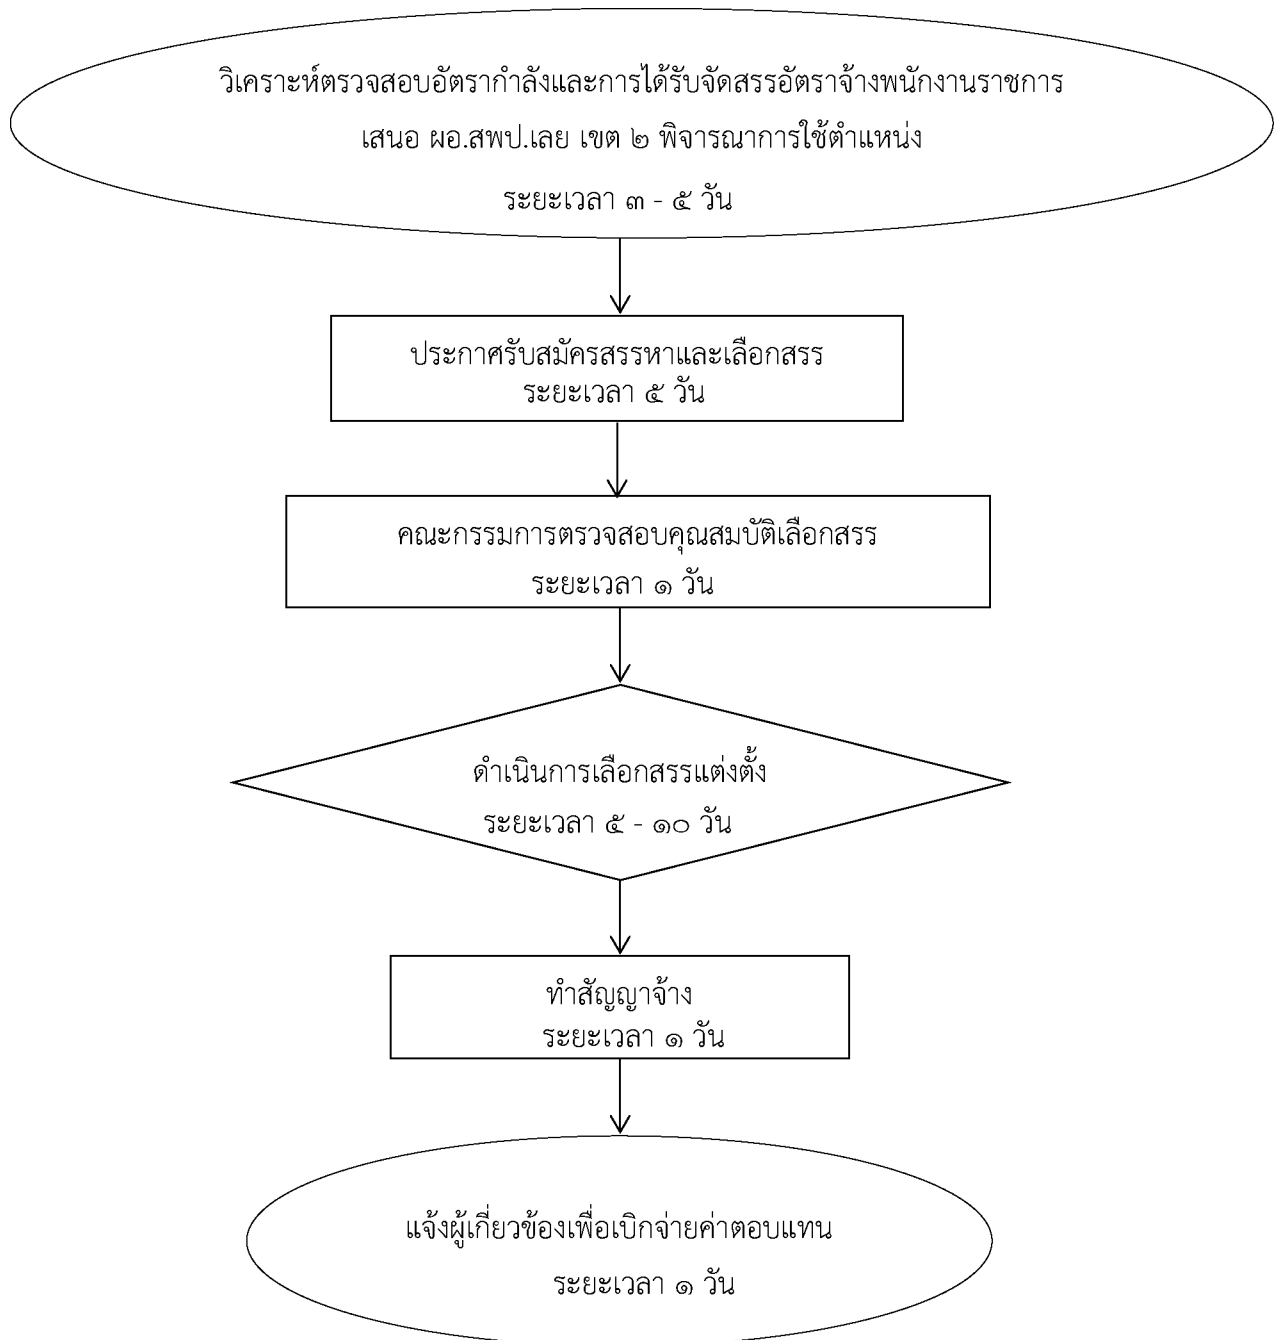 วิเคราะห์ตรวจสอบอัตรากำลังและการได้รับจัดสรรอัตราจ้างพนักงานราชการ
เสนอ ผอ.สพป.เลย เขต ๒ พิจารณาการใช้ตำแหน่ง
ระยะเวลา ๓ - ๕ วัน
ประกาศรับสมัครสรรหาและเลือกสรร
ระยะเวลา ๕ วัน
คณะกรรมการตรวจสอบคุณสมบัติเลือกสรร
ระยะเวลา ๑ วัน
ดำเนินการเลือกสรรแต่งตั้ง
ระยะเวลา ๕ - ๑๐ วัน
ทำสัญญาจ้าง
ระยะเวลา ๑ วัน
แจ้งผู้เกี่ยวข้องเพื่อเบิกจ่ายค่าตอบแทน
ระยะเวลา ๑ วัน